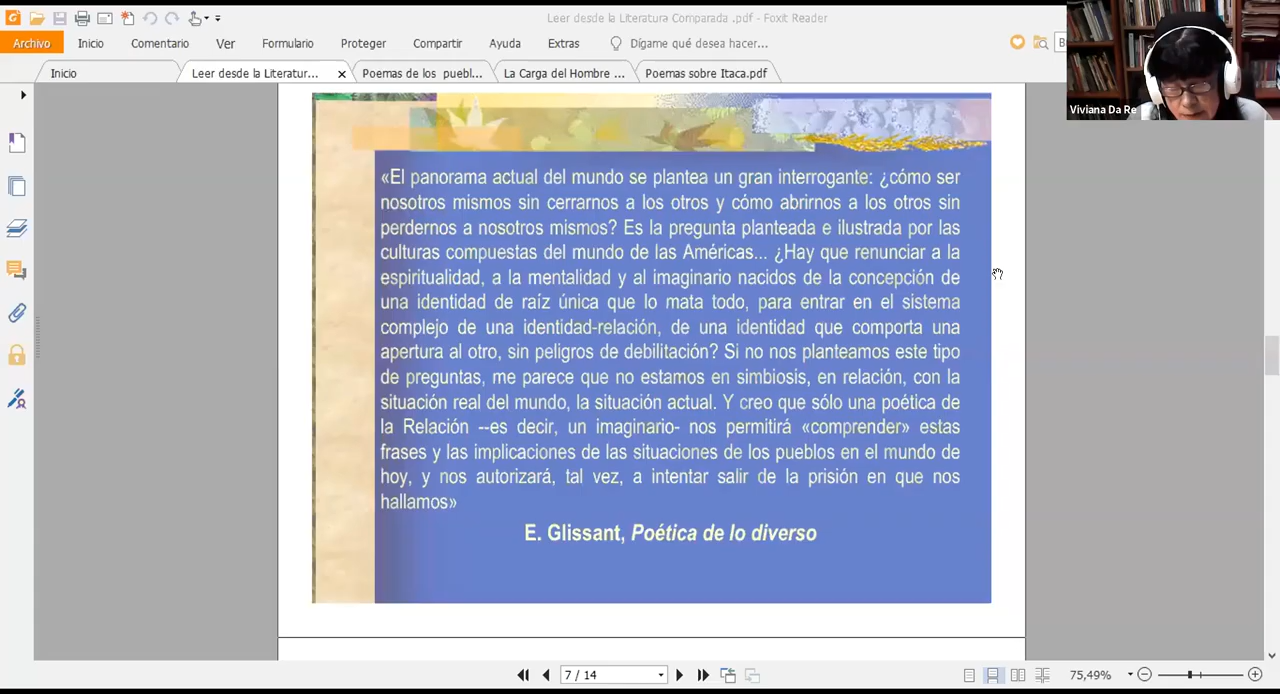 Leer desde la Literatura Comparada .pdf - Foxit Reader
Archivo Inicio Comentario Ver Formulario Proteger Compartir Ayuda Extras Dígame qué desea hacer...
Inicio Leer desde la Literatur... Poemas de los puebl... La Carga del Hombre ... Poemas sobre Itaca.pdf
Viviana Da Re
«El panorama actual del mundo se plantea un gran interrogante: ¿cómo ser
nosotros mismos sin cerrarnos a los otros y cómo abrirnos a los otros sin
perdernos a nosotros mismos? Es la pregunta planteada e ilustrada por las
culturas compuestas del mundo de las Américas... ¿Hay que renunciar a la
espiritualidad, a la mentalidad y al imaginario nacidos de la concepción de
una identidad de raíz única que lo mata todo, para entrar en el sistema
complejo de una identidad-relación, de una identidad que comporta una
apertura al otro, sin peligros de debilitación? Si no nos planteamos este tipo
de preguntas, me parece que no estamos en simbiosis, en relación, con la
situación real del mundo, la situación actual. Y creo que sólo una poética de
la Relación --es decir, un imaginario- nos permitirá «comprender» estas
frases y las implicaciones de las situaciones de los pueblos en el mundo de
hoy, y nos autorizará, tal vez, a intentar salir de la prisión en que nos
hallamos»
E. Glissant, Poética de lo diverso
7 / 14
75,49%